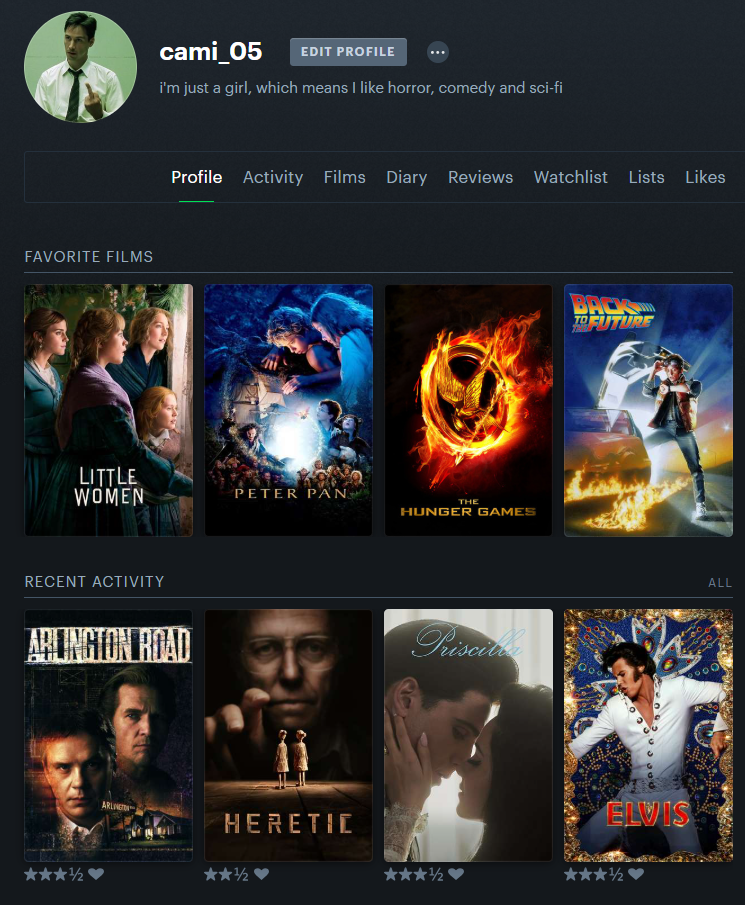 cami_05 EDIT PROFILE
i'm just a girl, which means I like horror, comedy and sci-fi
Profile Activity Films Diary Reviews Watchlist Lists Likes
FAVORITE FILMS
LITTLE
WOMEN
PETER PAN
THE
HUNGER GAMES
BACK
TO THE
FUTURE
RECENT ACTIVITY ALL
ARLINGTON ROAD
ARLINGTON
HERETIC
Priscilla
ELVIS
★★★½ ♥ ★★½ ♥ ★★★½ ♥ ★★★½ ♥